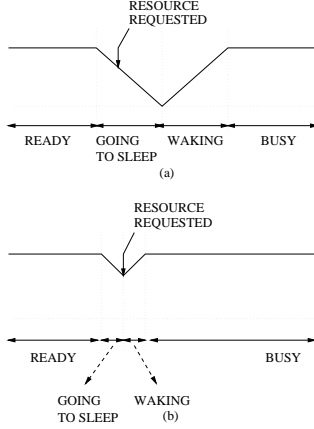 RESOURCE
REQUESTED
READY
GOING
TO SLEEP
WAKING
BUSY
(a)
RESOURCE
REQUESTED
READY
BUSY
GOING
TO SLEEP
WAKING
(b)